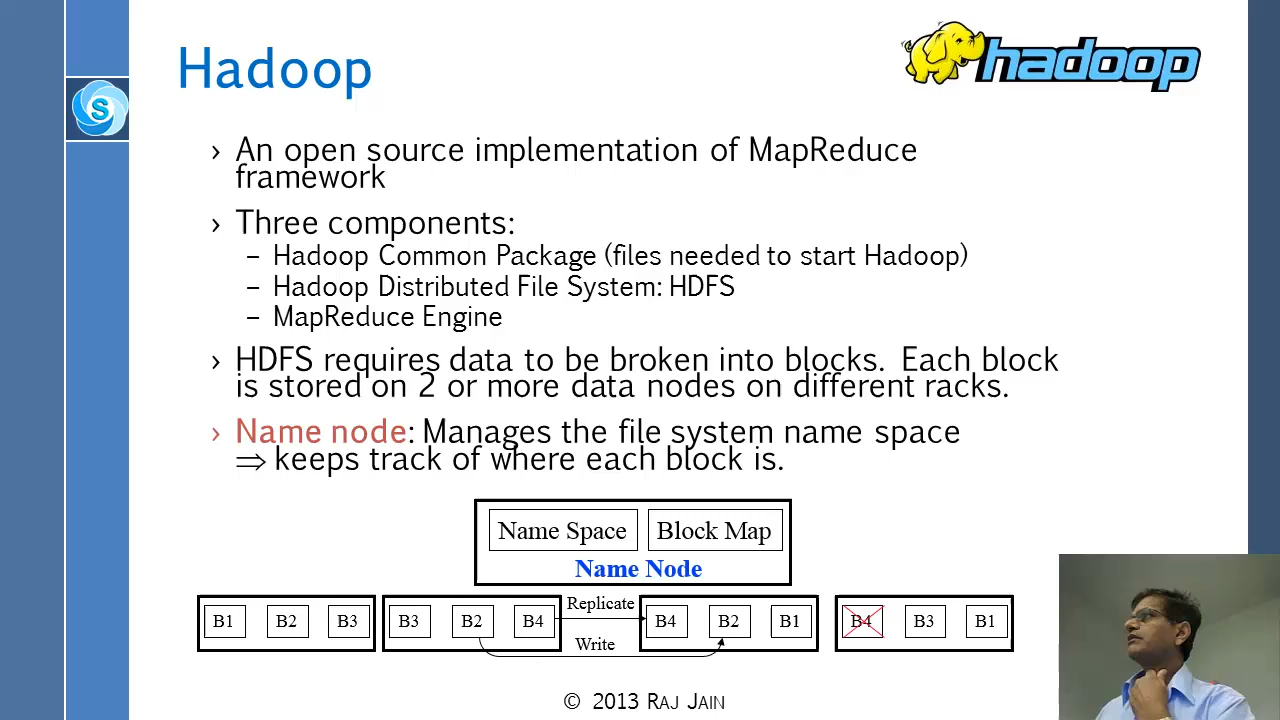 Hadoop
hadoop
S
› An open source implementation of MapReduce
framework
› Three components:
– Hadoop Common Package (files needed to start Hadoop)
– Hadoop Distributed File System: HDFS
– MapReduce Engine
› HDFS requires data to be broken into blocks. Each block
is stored on 2 or more data nodes on different racks.
› Name node: Manages the file system name space
⇒ keeps track of where each block is.
Name Space Block Map
Name Node
B1 B2 B3 B3 B2 B4 Replicate B4 B2 B1 B4 B3 B1
Write
© 2013 RAJ JAIN